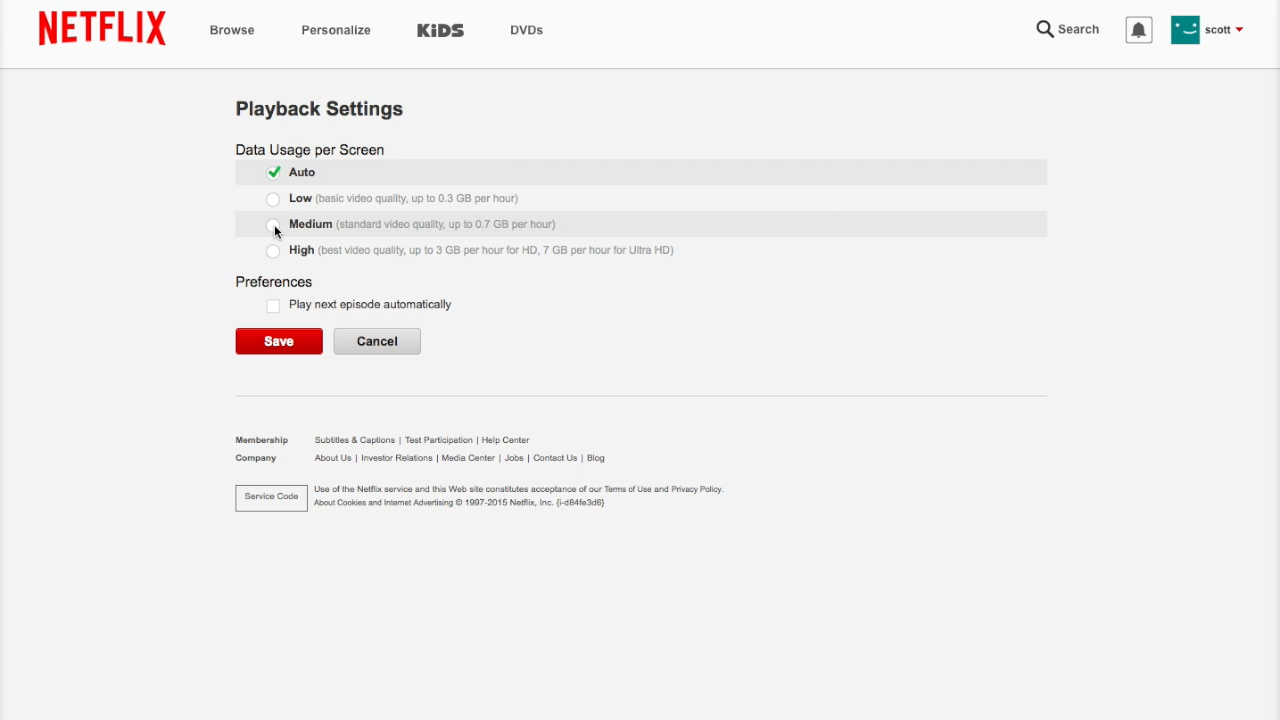 NETFLIX Browse Personalize KiDS DVDs Search scott
Playback Settings
Data Usage per Screen
Auto
Low (basic video quality, up to 0.3 GB per hour)
Medium (standard video quality, up to 0.7 GB per hour)
High (best video quality, up to 3 GB per hour for HD, 7 GB per hour for Ultra HD)
Preferences
Play next episode automatically
Save Cancel
Membership Subtitles & Captions | Test Participation | Help Center
Company About Us | Investor Relations | Media Center | Jobs | Contact Us | Blog
Service Code
Use of the Netflix service and this Web site constitutes acceptance of our Terms of Use and Privacy Policy.
About Cookies and Internet Advertising © 1997-2015 Netflix, Inc. {i-d84fe3d6}